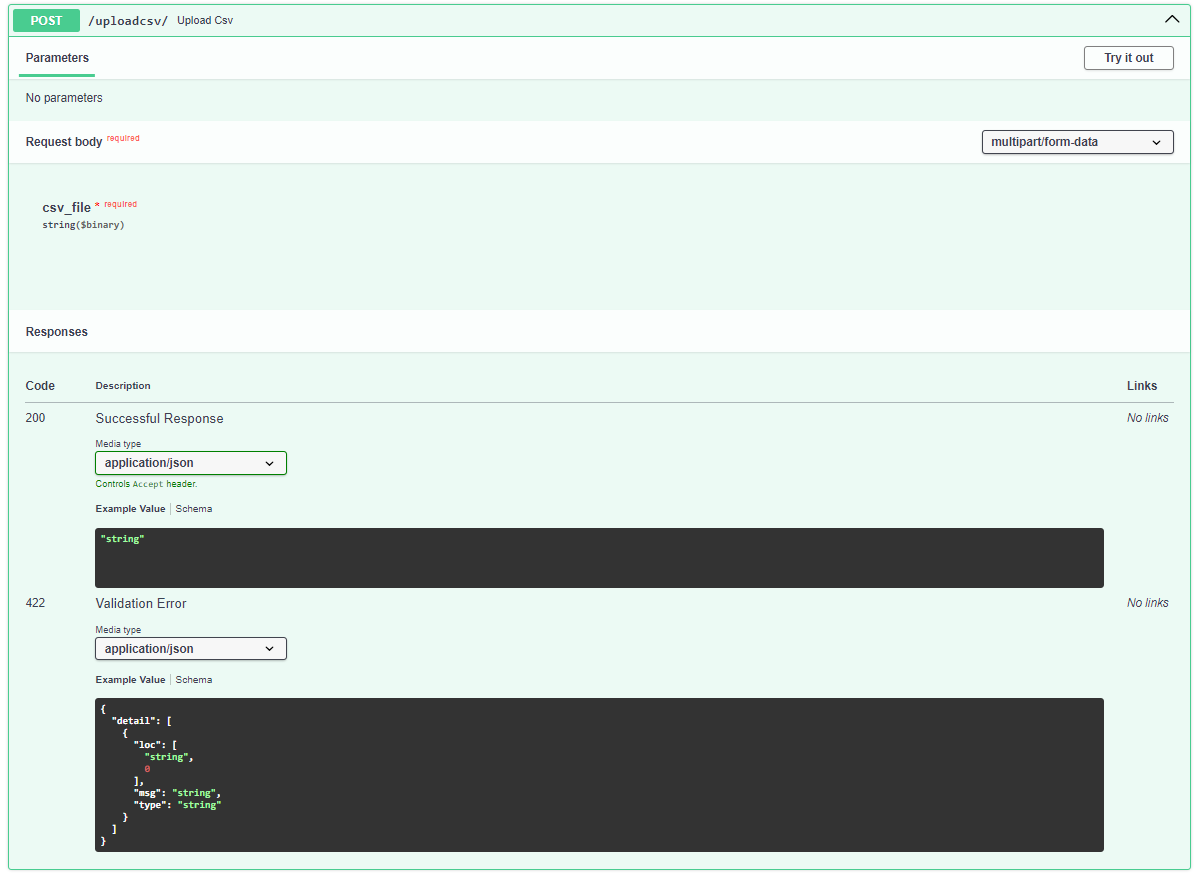 POST /uploadcsv/ Upload Csv
Parameters Try it out
No parameters
Request body required multipart/form-data
csv_file * required
string($binary)
Responses
Code Description Links
200 Successful Response No links
Media type
application/json
Controls Accept header.
Example Value | Schema
"string"
422 Validation Error No links
Media type
application/json
Example Value | Schema
{
  "detail": [
    {
      "loc": [
        "string",
        0
      ],
      "msg": "string",
      "type": "string"
    }
  ]
}